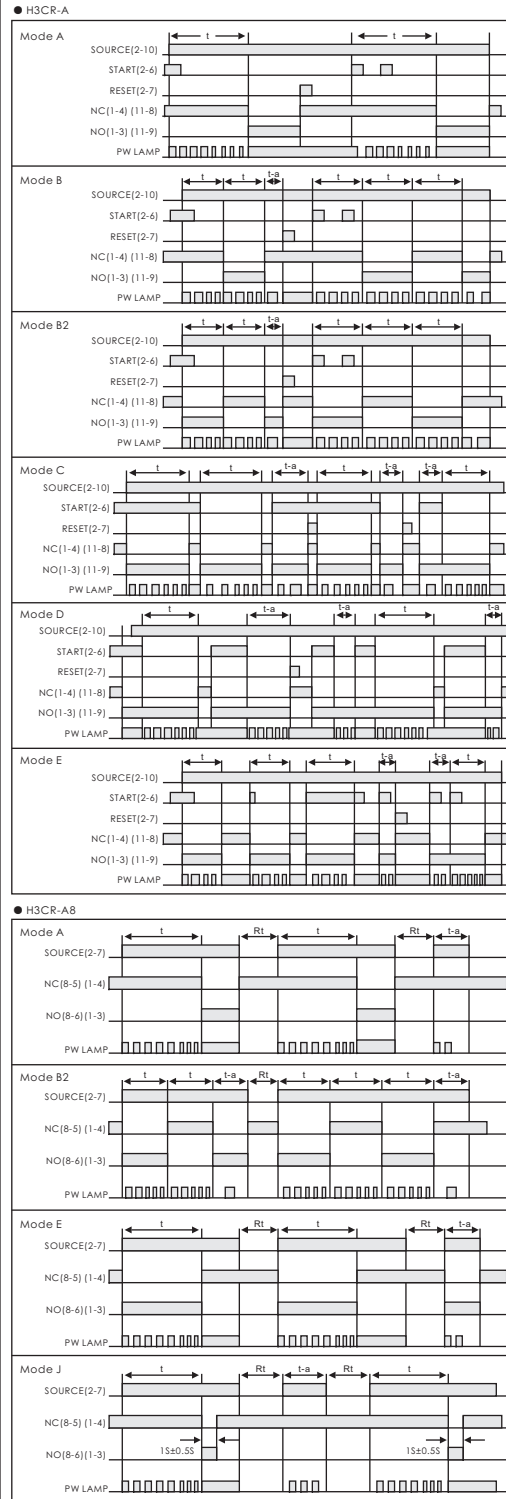 ● H3CR-A
Mode A
t t
SOURCE(2-10)
START(2-6)
RESET(2-7)
NC(1-4) (11-8)
NO(1-3) (11-9)
PW LAMP
Mode B
t t t-a t t t
SOURCE(2-10)
START(2-6)
RESET(2-7)
NC(1-4) (11-8)
NO(1-3) (11-9)
PW LAMP
Mode B2
t t t-a t t t
SOURCE(2-10)
START(2-6)
RESET(2-7)
NC(1-4) (11-8)
NO(1-3) (11-9)
PW LAMP
Mode C
t t t-a t t-a t-a t
SOURCE(2-10)
START(2-6)
RESET(2-7)
NC(1-4) (11-8)
NO(1-3) (11-9)
PW LAMP
Mode D
t t-a t-a t t-a
SOURCE(2-10)
START(2-6)
RESET(2-7)
NC(1-4) (11-8)
NO(1-3) (11-9)
PW LAMP
Mode E
t t t t-a t-a t
SOURCE(2-10)
START(2-6)
RESET(2-7)
NC(1-4) (11-8)
NO(1-3) (11-9)
PW LAMP
● H3CR-A8
Mode A
t Rt t Rt t-a
SOURCE(2-7)
NC(8-5) (1-4)
NO(8-6)(1-3)
PW LAMP
Mode B2
t t t-a Rt t t t t-a
SOURCE(2-7)
NC(8-5) (1-4)
NO(8-6)(1-3)
PW LAMP
Mode E
t Rt t Rt t-a
SOURCE(2-7)
NC(8-5) (1-4)
NO(8-6)(1-3)
PW LAMP
Mode J
t Rt t-a Rt t
SOURCE(2-7)
NC(8-5) (1-4)
1S±0.5S 1S±0.5S
NO(8-6)(1-3)
PW LAMP